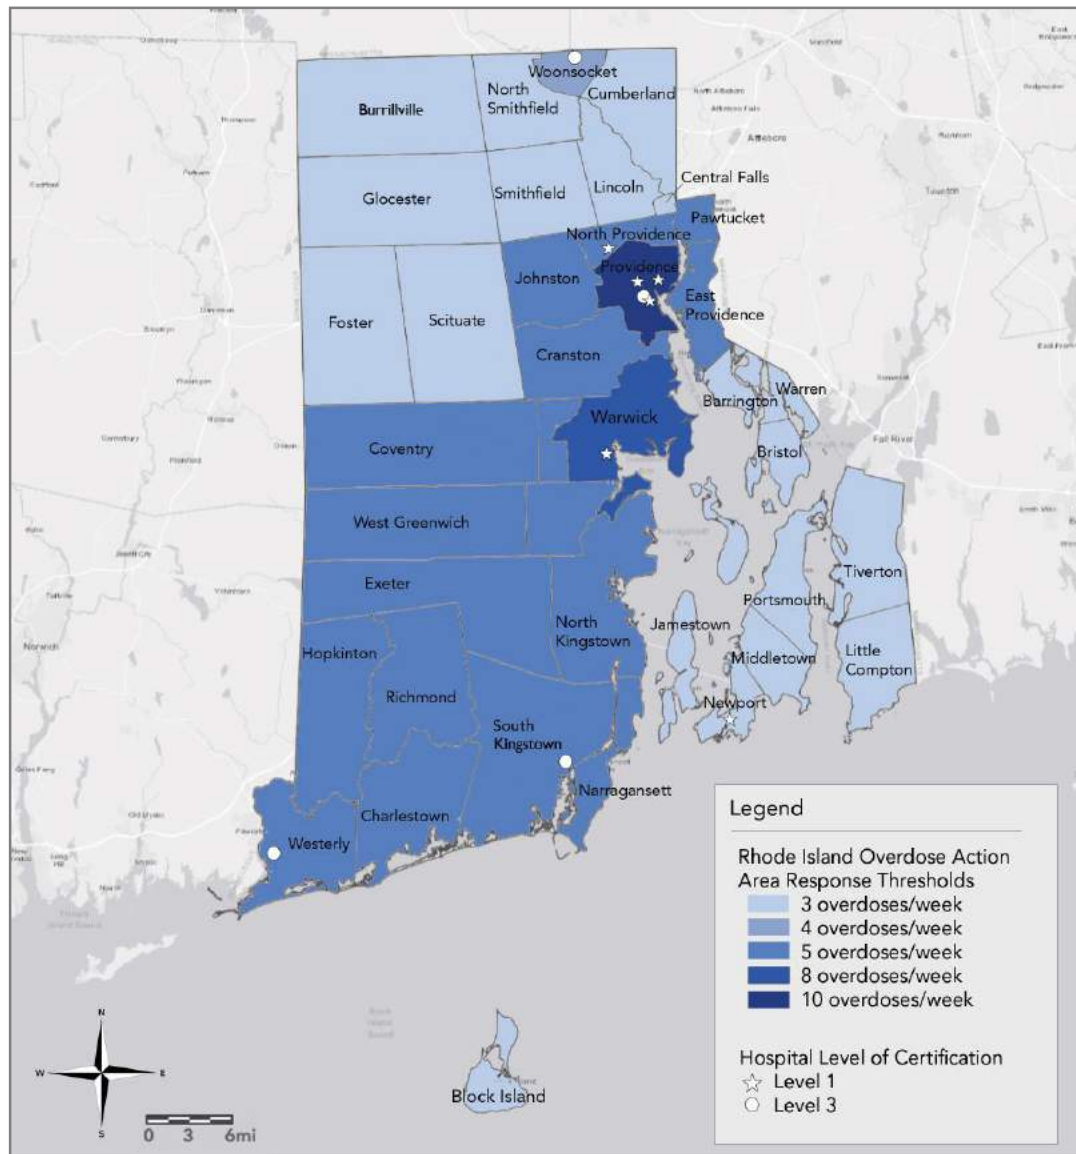 Woonsocket
North
Smithfield
Cumberland
Burrillville
Attleboro
Central Falls
Smithfield
Lincoln
Glocester
Pawtucket
North Providence
Providence
Johnston
East
Providence
Foster
Scituate
Cranston
Warren
Barrington
Warwick
Fall River
Coventry
Bristol
West Greenwich
Exeter
Tiverton
Portsmouth
Jamestown
North
Kingstown
Hopkinton
Middletown
Little
Compton
Richmond
Newport
South
Kingstown
Narragansett
Charlestown
Westerly
Block Island
Legend
Rhode Island Overdose Action
Area Response Thresholds
3 overdoses/week
4 overdoses/week
5 overdoses/week
8 overdoses/week
10 overdoses/week
Hospital Level of Certification
Level 1
Level 3
N
W
E
S
0 3 6mi